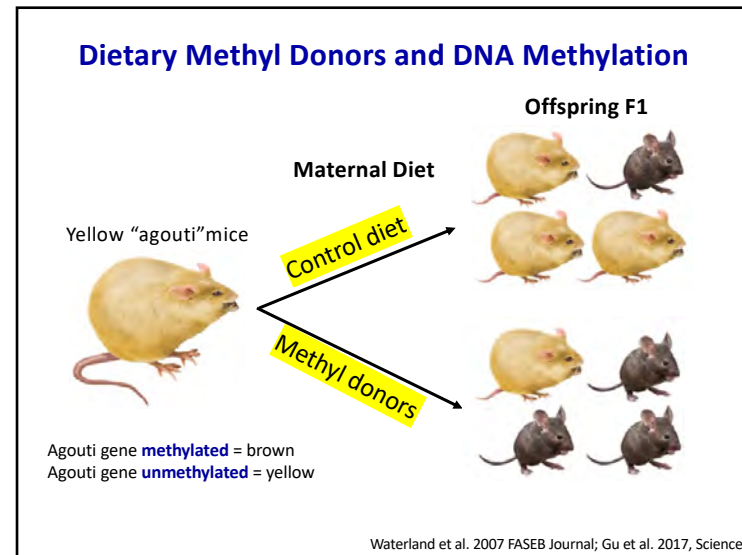 Dietary Methyl Donors and DNA Methylation
Offspring F1
Maternal Diet
Yellow “agouti”mice
Control diet
Methyl donors
Agouti gene methylated = brown
Agouti gene unmethylated = yellow
Waterland et al. 2007 FASEB Journal; Gu et al. 2017, Science